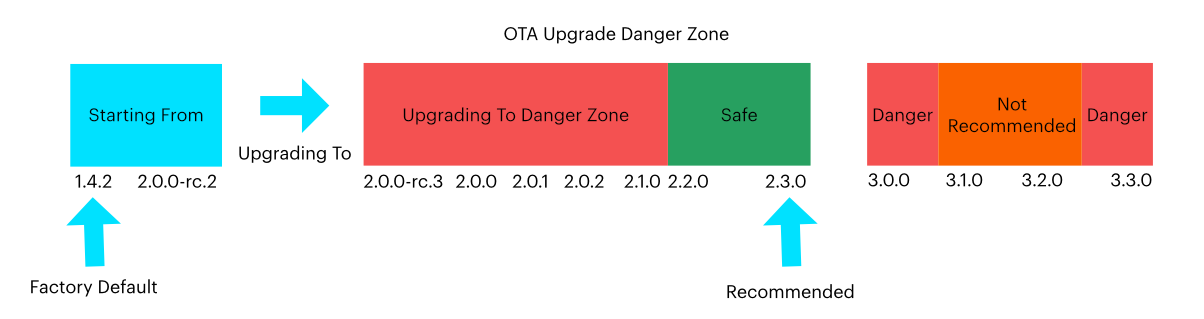 OTA Upgrade Danger Zone
Starting From
Upgrading To
Upgrading To Danger Zone
Safe
Danger
Not
Recommended
Danger
1.4.2
2.0.0-rc.2
2.0.0-rc.3
2.0.0
2.0.1
2.0.2
2.1.0
2.2.0
2.3.0
3.0.0
3.1.0
3.2.0
3.3.0
Factory Default
Recommended